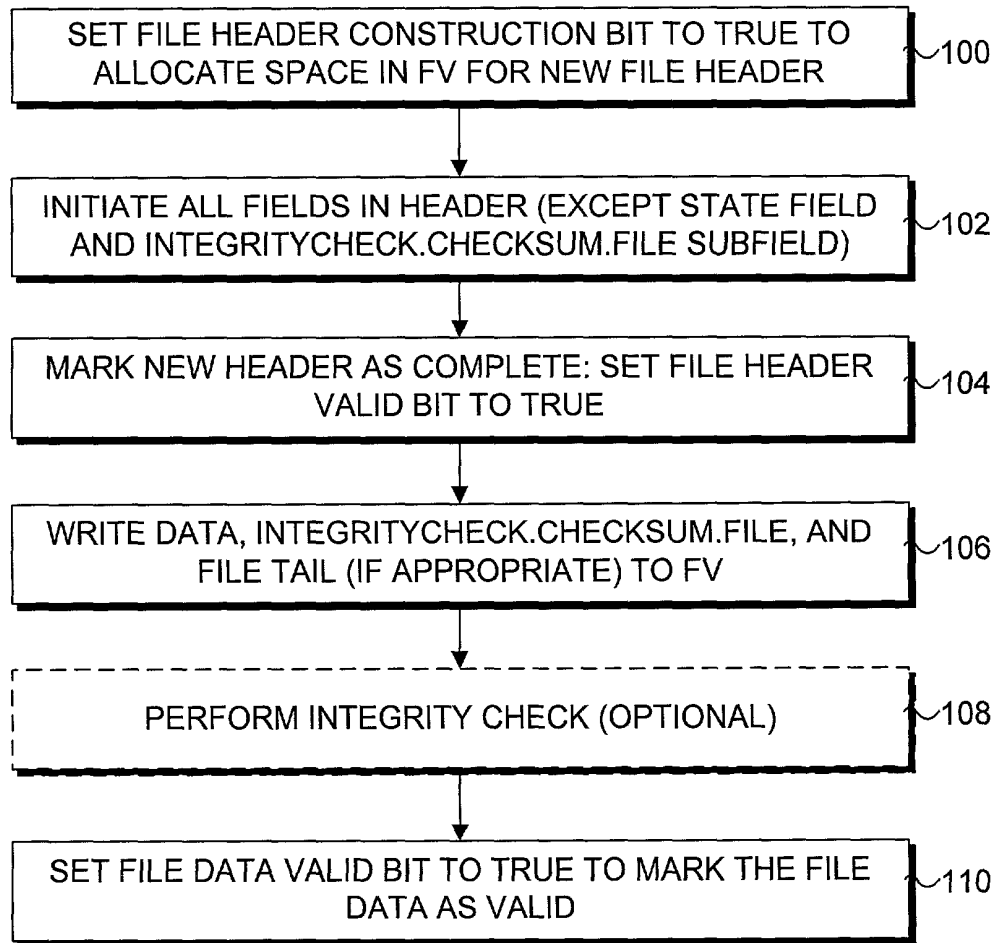 SET FILE HEADER CONSTRUCTION BIT TO TRUE TO
ALLOCATE SPACE IN FV FOR NEW FILE HEADER
100
INITIATE ALL FIELDS IN HEADER (EXCEPT STATE FIELD
AND INTEGRITYCHECK.CHECKSUM.FILE SUBFIELD)
102
MARK NEW HEADER AS COMPLETE: SET FILE HEADER
VALID BIT TO TRUE
104
WRITE DATA, INTEGRITYCHECK.CHECKSUM.FILE, AND
FILE TAIL (IF APPROPRIATE) TO FV
106
PERFORM INTEGRITY CHECK (OPTIONAL)
108
SET FILE DATA VALID BIT TO TRUE TO MARK THE FILE
DATA AS VALID
110